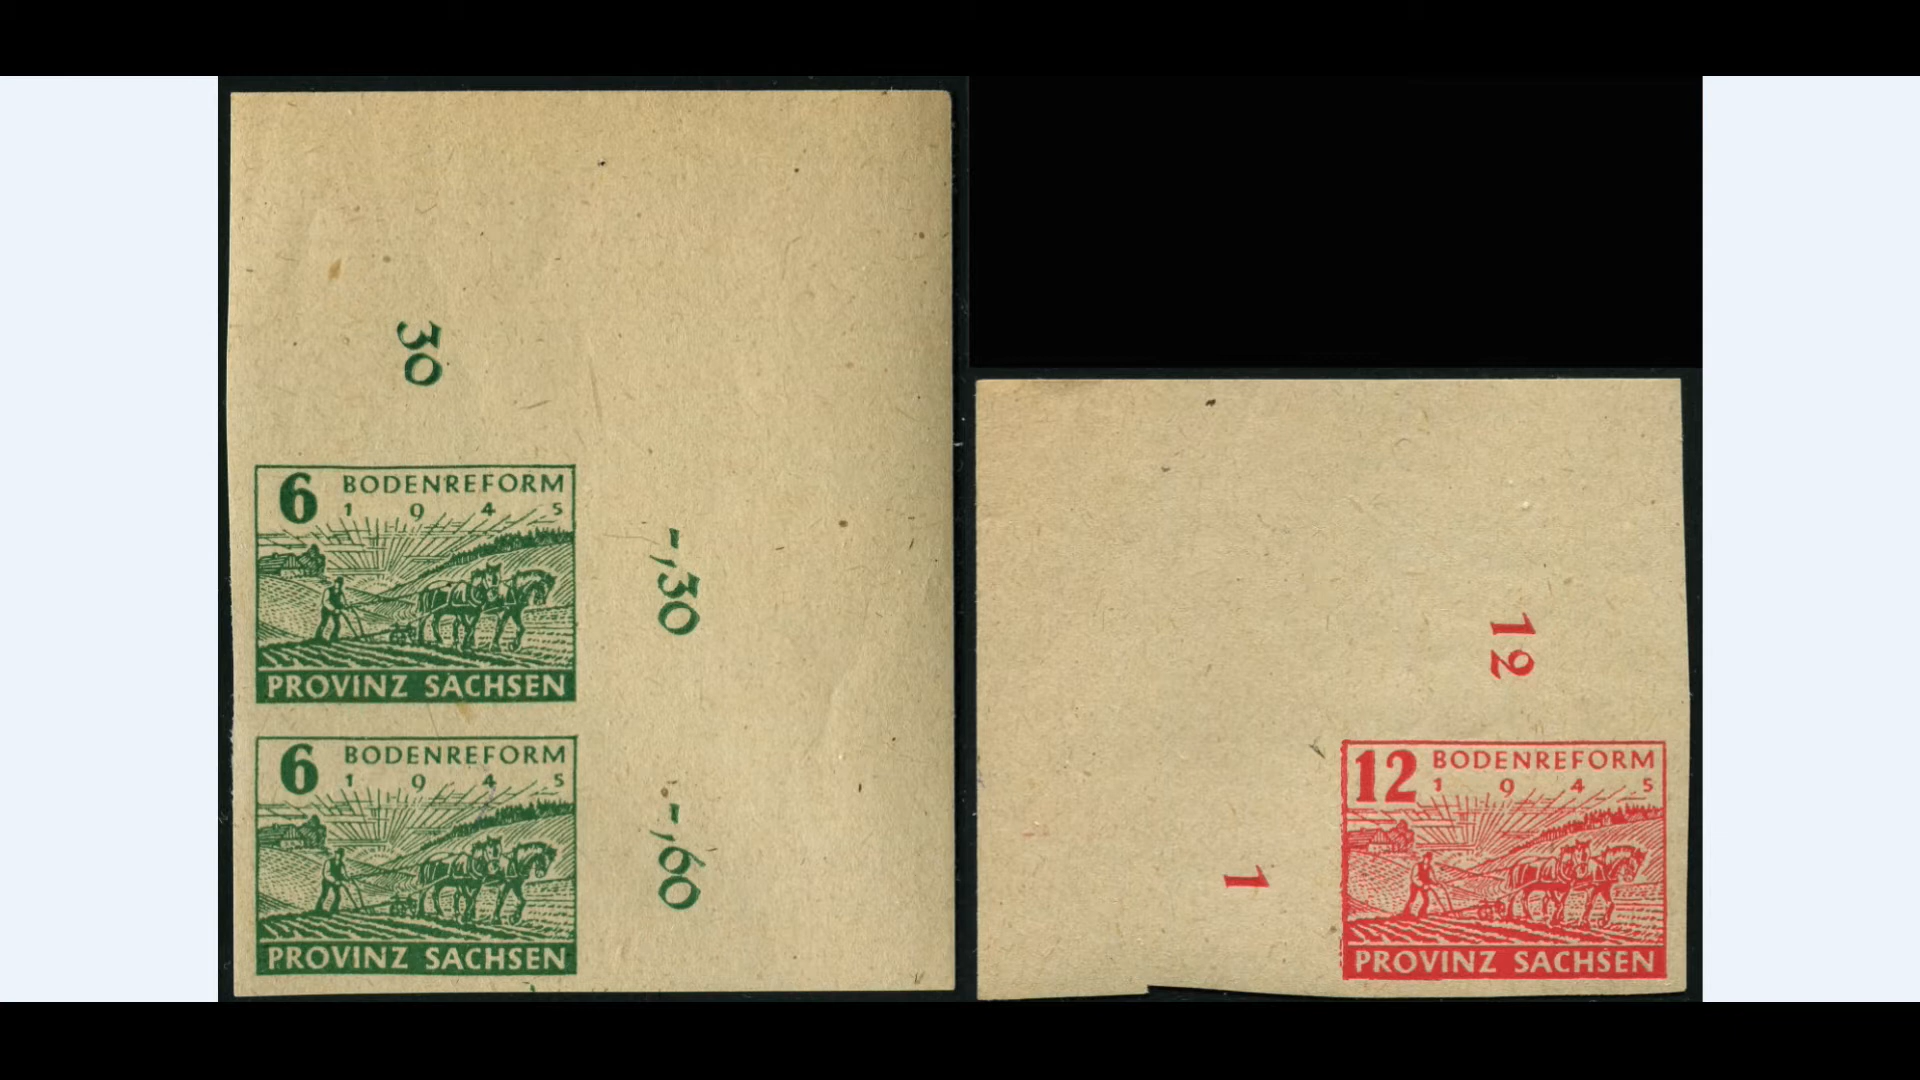 30
6 BODENREFORM
1 9 4 5
-,30
PROVINZ SACHSEN
6 BODENREFORM
1 9 4 5
-,60
PROVINZ SACHSEN
12
12 BODENREFORM
1 9 4 5
1
PROVINZ SACHSEN